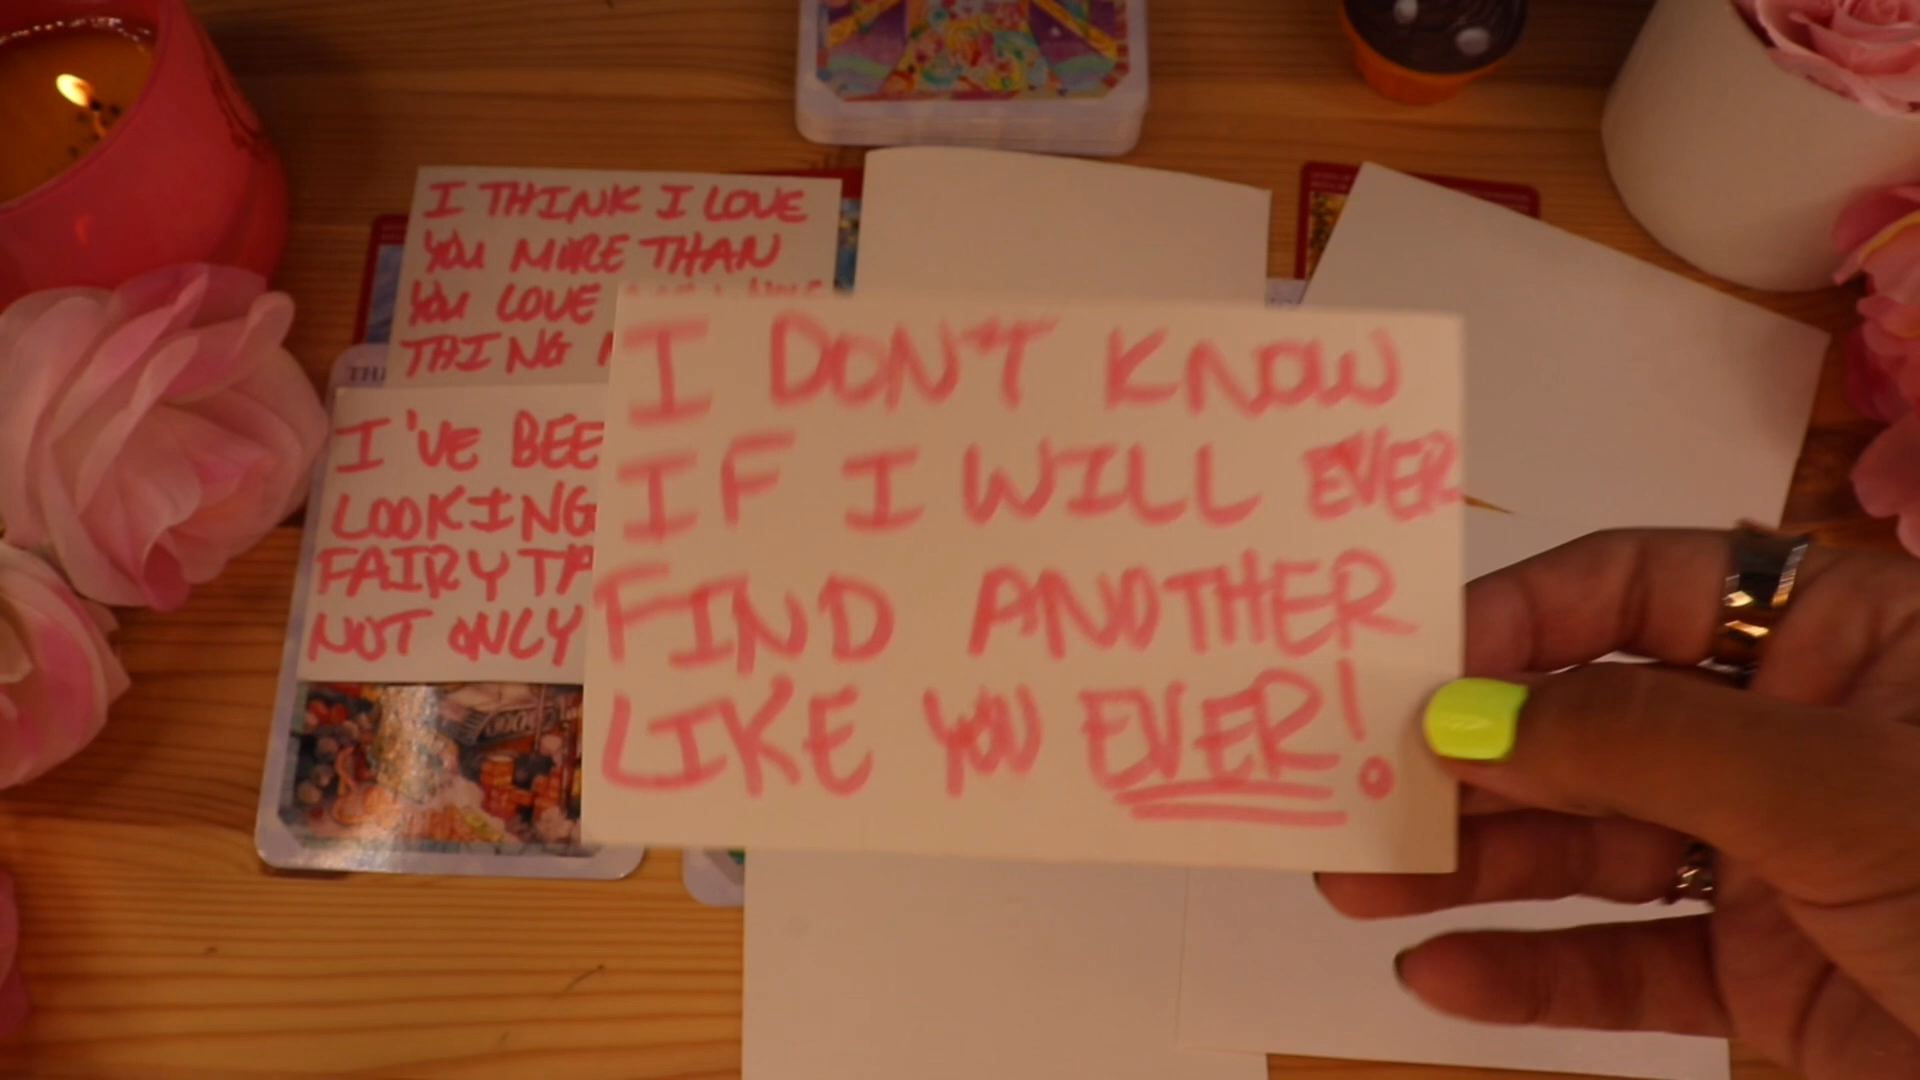 I THINK I LOVE
YOU MORE THAN
YOU LOVE
THING
I'VE BEE
LOOKING
FAIRYTA
NOT ONLY
I DON'T KNOW
IF I WILL EVER
FIND ANOTHER
LIKE YOU EVER!